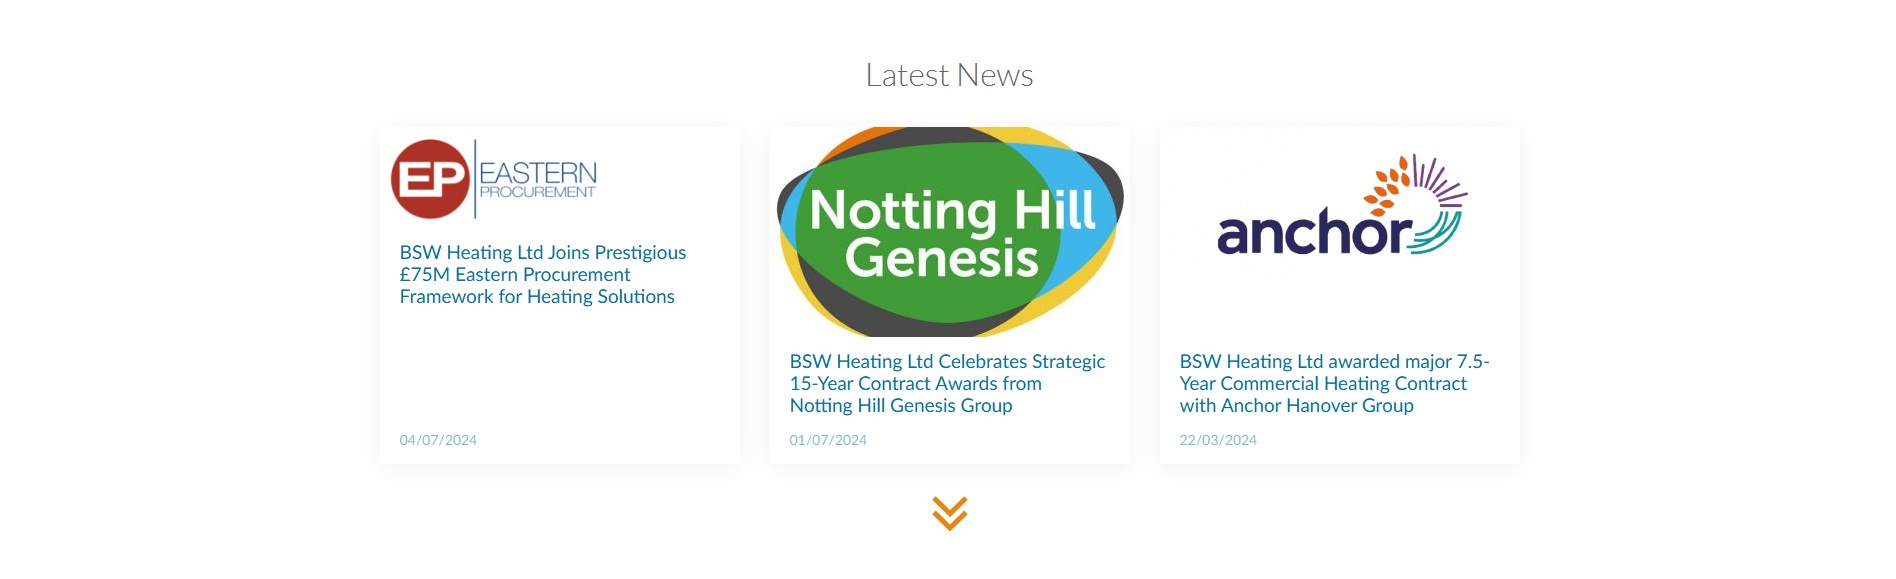 Latest News
EP
EASTERN
PROCUREMENT
BSW Heating Ltd Joins Prestigious
£75M Eastern Procurement
Framework for Heating Solutions
04/07/2024
Notting Hill
Genesis
BSW Heating Ltd Celebrates Strategic
15-Year Contract Awards from
Notting Hill Genesis Group
01/07/2024
anchor
BSW Heating Ltd awarded major 7.5-
Year Commercial Heating Contract
with Anchor Hanover Group
22/03/2024